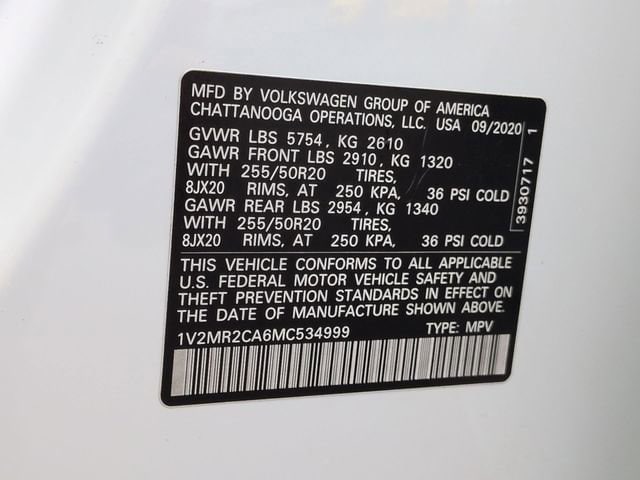 MFD BY VOLKSWAGEN GROUP OF AMERICA
CHATTANOOGA OPERATIONS, LLC. USA 09/2020
GVWR LBS 5754, KG 2610
GAWR FRONT LBS 2910, KG 1320
WITH 255/50R20 TIRES,
8JX20 RIMS, AT 250 KPA, 36 PSI COLD
GAWR REAR LBS 2954, KG 1340
WITH 255/50R20 TIRES,
8JX20 RIMS, AT 250 KPA, 36 PSI COLD
THIS VEHICLE CONFORMS TO ALL APPLICABLE
U.S. FEDERAL MOTOR VEHICLE SAFETY AND
THEFT PREVENTION STANDARDS IN EFFECT ON
THE DATE OF MANUFACTURE SHOWN ABOVE.
1V2MR2CA6MC534999 TYPE: MPV
3930717 1